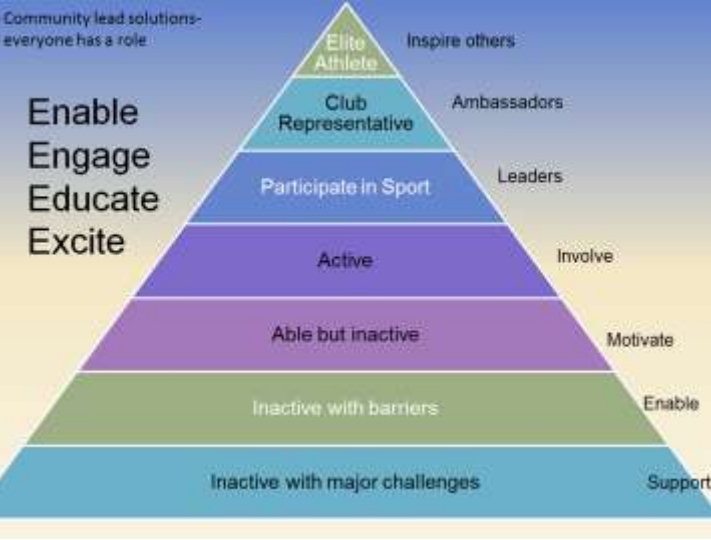 Community lead solutions-
everyone has a role
Elite
Athlete
Inspire others
Club
Representative
Ambassadors
Enable
Engage
Educate
Excite
Participate in Sport
Leaders
Active
Involve
Able but inactive
Motivate
Inactive with barriers
Enable
Inactive with major challenges
Support